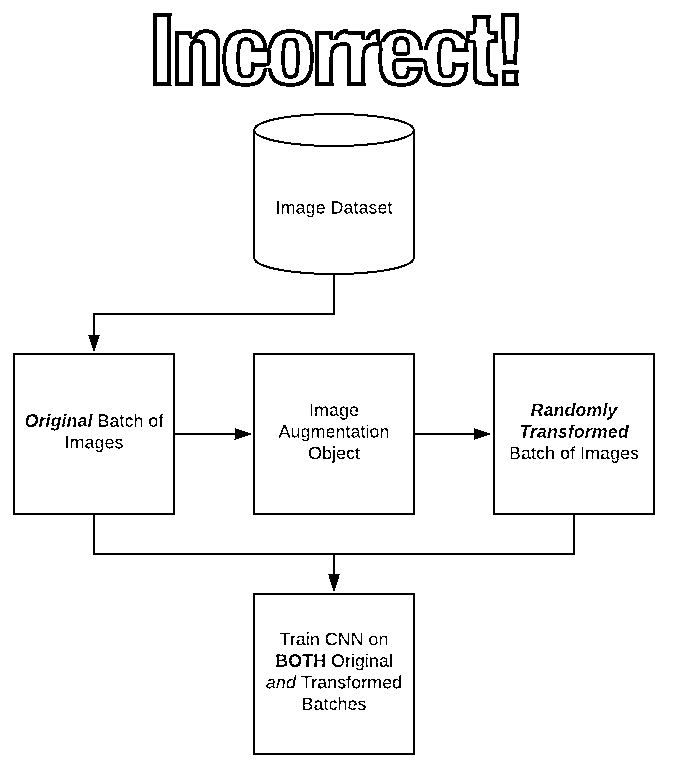 Incorrect!
Image Dataset
Original Batch of
Images
Image
Augmentation
Object
Randomly
Transformed
Batch of Images
Train CNN on
BOTH Original
and Transformed
Batches